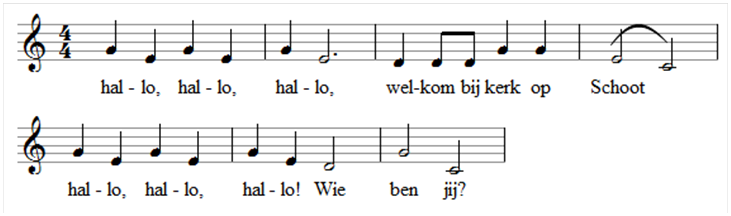 hal - lo, hal - lo, hal - lo, wel-kom bij kerk op Schoot
hal - lo, hal - lo, hal - lo! Wie ben jij?